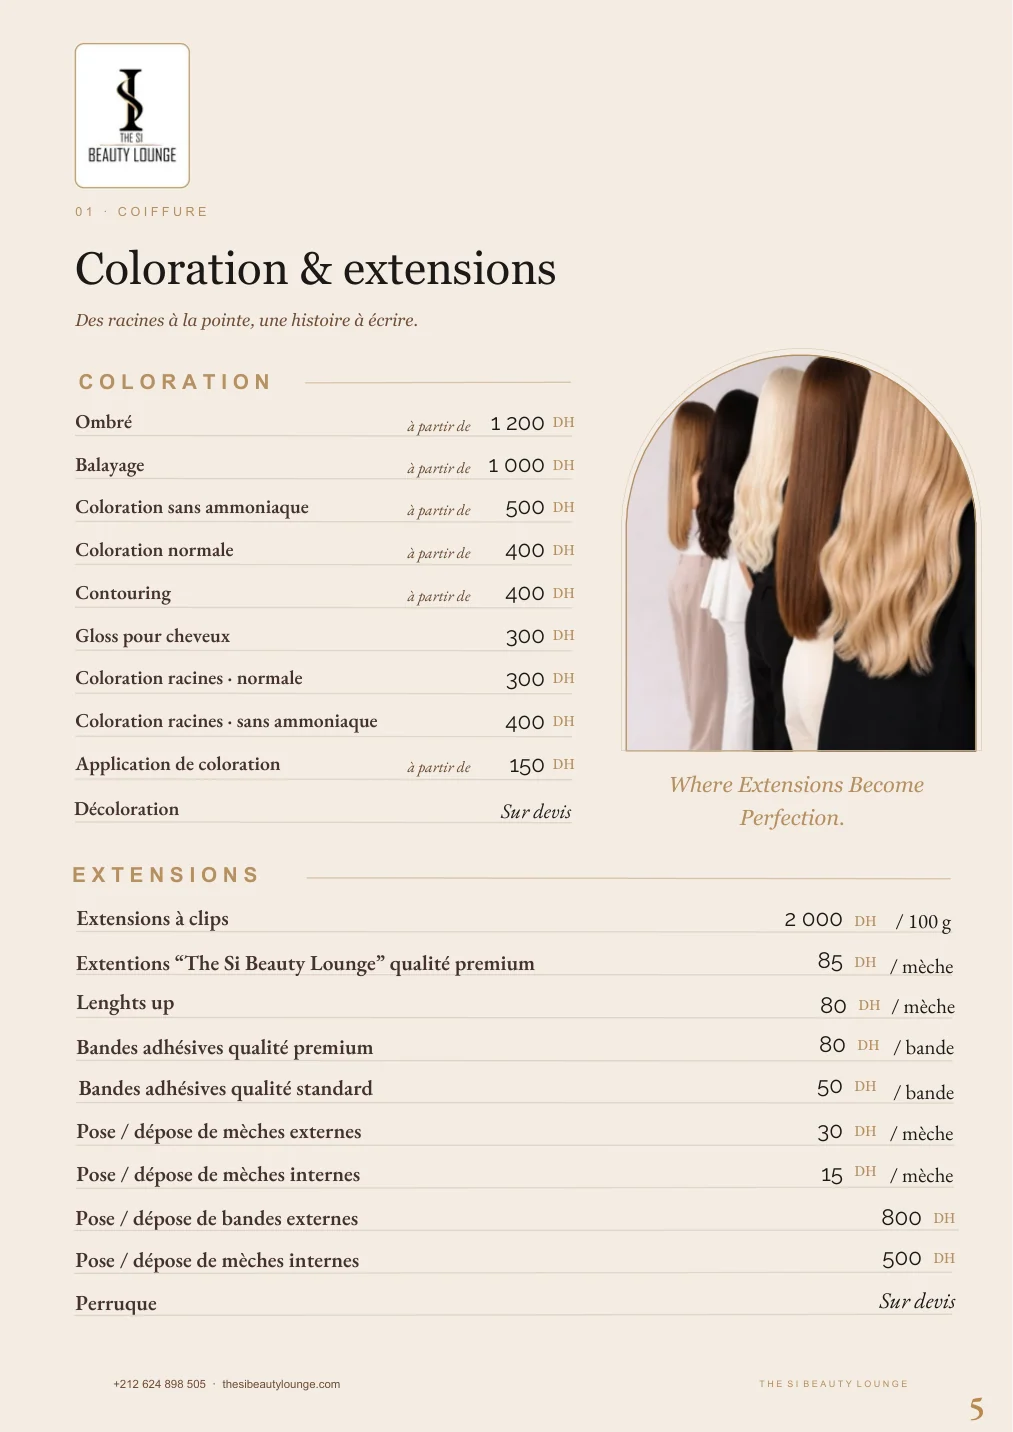 THE SI
BEAUTY LOUNGE
01 · COIFFURE
Coloration & extensions
Des racines à la pointe, une histoire à écrire.
COLORATION
Ombré à partir de 1 200 DH
Balayage à partir de 1 000 DH
Coloration sans ammoniaque à partir de 500 DH
Coloration normale à partir de 400 DH
Contouring à partir de 400 DH
Gloss pour cheveux 300 DH
Coloration racines · normale 300 DH
Coloration racines · sans ammoniaque 400 DH
Application de coloration à partir de 150 DH
Décoloration Sur devis
Where Extensions Become
Perfection.
EXTENSIONS
Extensions à clips 2 000 DH / 100 g
Extentions “The Si Beauty Lounge” qualité premium 85 DH / mèche
Lenghts up 80 DH / mèche
Bandes adhésives qualité premium 80 DH / bande
Bandes adhésives qualité standard 50 DH / bande
Pose / dépose de mèches externes 30 DH / mèche
Pose / dépose de mèches internes 15 DH / mèche
Pose / dépose de bandes externes 800 DH
Pose / dépose de mèches internes 500 DH
Perruque Sur devis
+212 624 898 505 · thesibeautylounge.com
THE SI BEAUTY LOUNGE
5